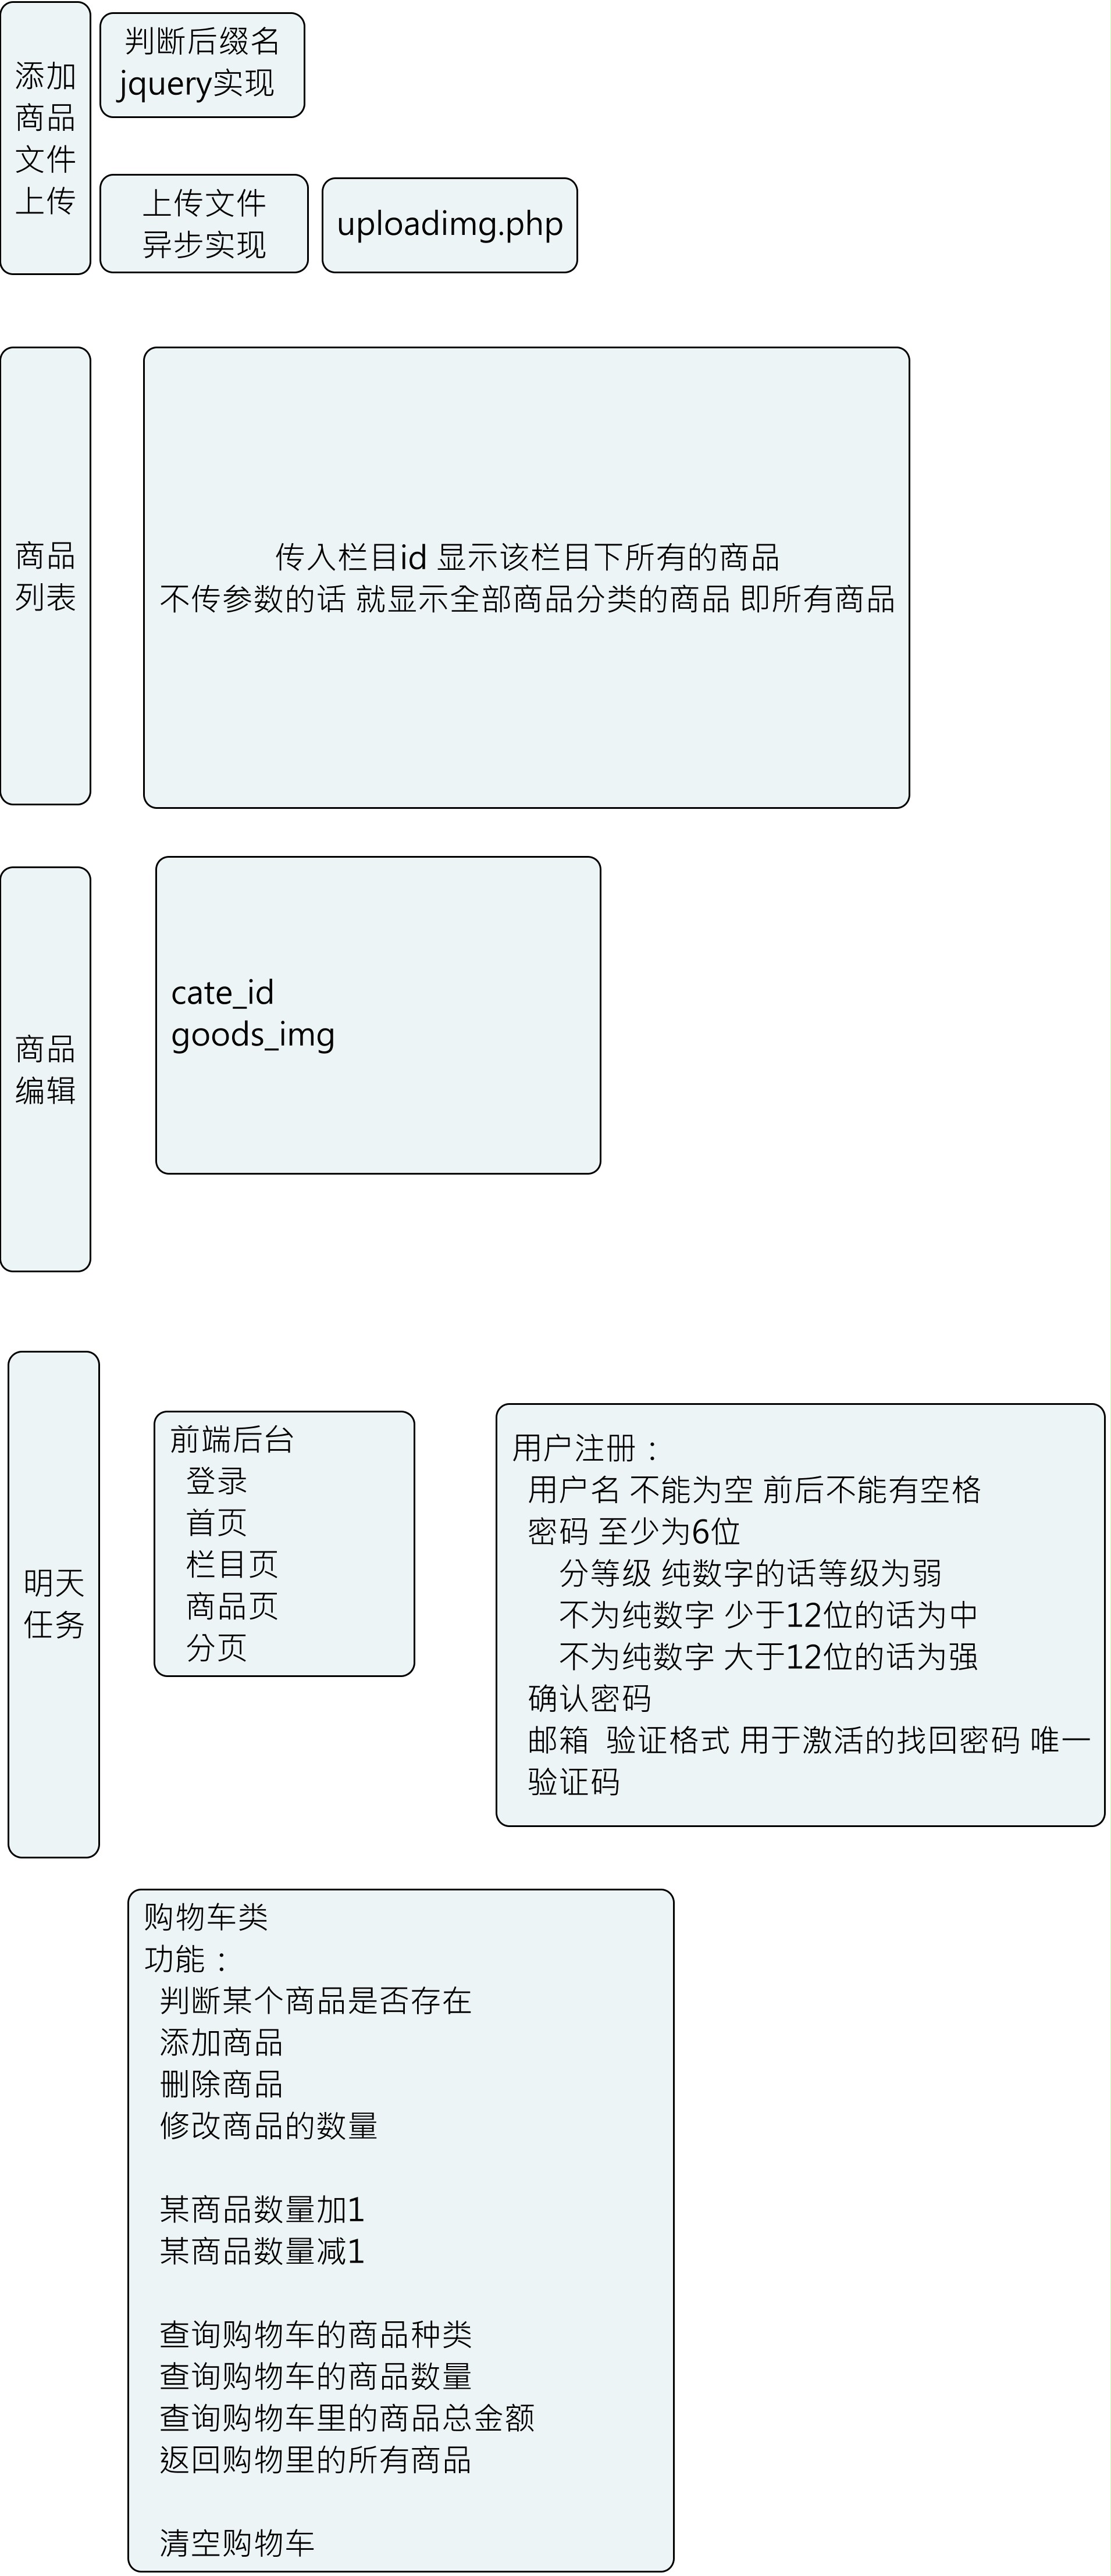 添加
商品
文件
上传
判断后缀名
jquery实现
上传文件
异步实现
uploadimg.php
商品
列表
传入栏目id 显示该栏目下所有的商品
不传参数的话 就显示全部商品分类的商品 即所有商品
商品
编辑
cate_id
goods_img
明天
任务
前端后台
登录
首页
栏目页
商品页
分页
用户注册：
用户名 不能为空 前后不能有空格
密码 至少为6位
分等级 纯数字的话等级为弱
不为纯数字 少于12位的话为中
不为纯数字 大于12位的话为强
确认密码
邮箱  验证格式 用于激活的找回密码 唯一
验证码
购物车类
功能：
判断某个商品是否存在
添加商品
删除商品
修改商品的数量
某商品数量加1
某商品数量减1
查询购物车的商品种类
查询购物车的商品数量
查询购物车里的商品总金额
返回购物里的所有商品
清空购物车